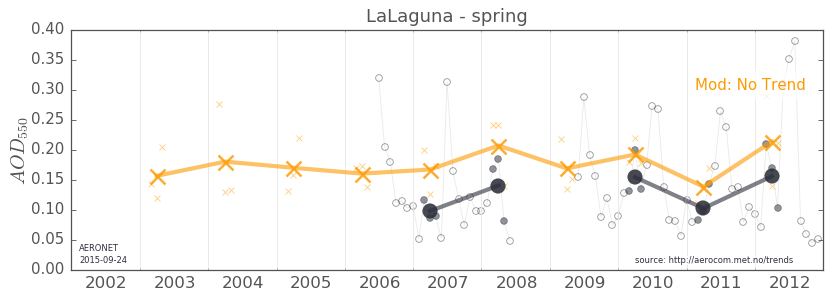 LaLaguna - spring
0.40
0.35
0.30
0.25
0.20
0.15
0.10
0.05
0.00
AOD550
Mod: No Trend
AERONET
2015-09-24
source: http://aerocom.met.no/trends
2002 2003 2004 2005 2006 2007 2008 2009 2010 2011 2012